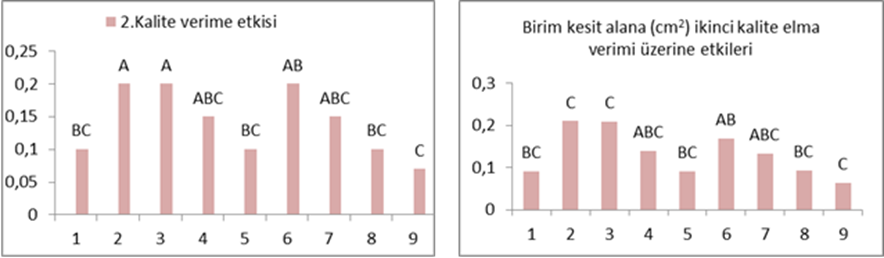 2.Kalite verime etkisi
0,25
0,2
0,15
0,1
0,05
0
BC A A ABC BC AB ABC BC C
1 2 3 4 5 6 7 8 9
Birim kesit alana (cm²) ikinci kalite elma
verimi üzerine etkileri
0,3
0,2
0,1
0
BC C C ABC BC AB ABC BC C
1 2 3 4 5 6 7 8 9